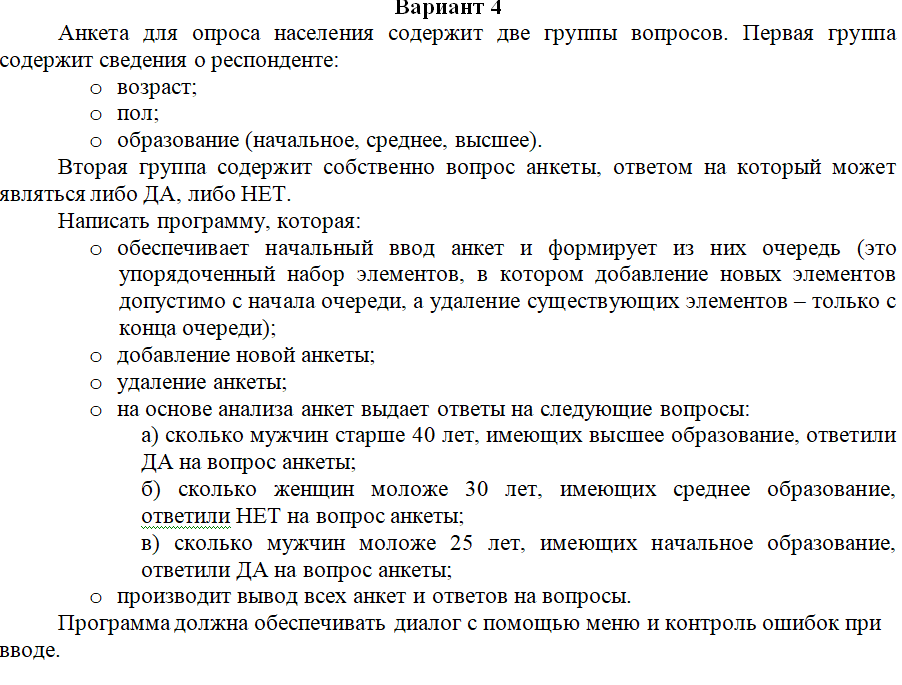 Вариант 4
Анкета для опроса населения содержит две группы вопросов. Первая группа
содержит сведения о респонденте:
o возраст;
o пол;
o образование (начальное, среднее, высшее).
Вторая группа содержит собственно вопрос анкеты, ответом на который может
являться либо ДА, либо НЕТ.
Написать программу, которая:
o обеспечивает начальный ввод анкет и формирует из них очередь (это
упорядоченный набор элементов, в котором добавление новых элементов
допустимо с начала очереди, а удаление существующих элементов – только с
конца очереди);
o добавление новой анкеты;
o удаление анкеты;
o на основе анализа анкет выдает ответы на следующие вопросы:
а) сколько мужчин старше 40 лет, имеющих высшее образование, ответили
ДА на вопрос анкеты;
б) сколько женщин моложе 30 лет, имеющих среднее образование,
ответили НЕТ на вопрос анкеты;
в) сколько мужчин моложе 25 лет, имеющих начальное образование,
ответили ДА на вопрос анкеты;
o производит вывод всех анкет и ответов на вопросы.
Программа должна обеспечивать диалог с помощью меню и контроль ошибок при
вводе.